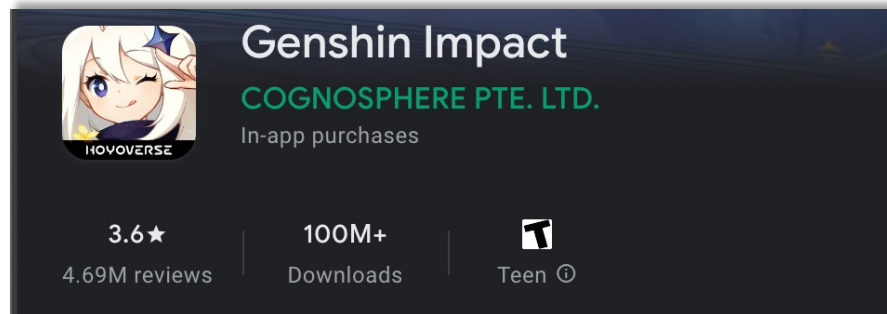 Genshin Impact
COGNOSPHERE PTE. LTD.
In-app purchases
HOYOVERSE
3.6★
4.69M reviews
100M+
Downloads
T
Teen